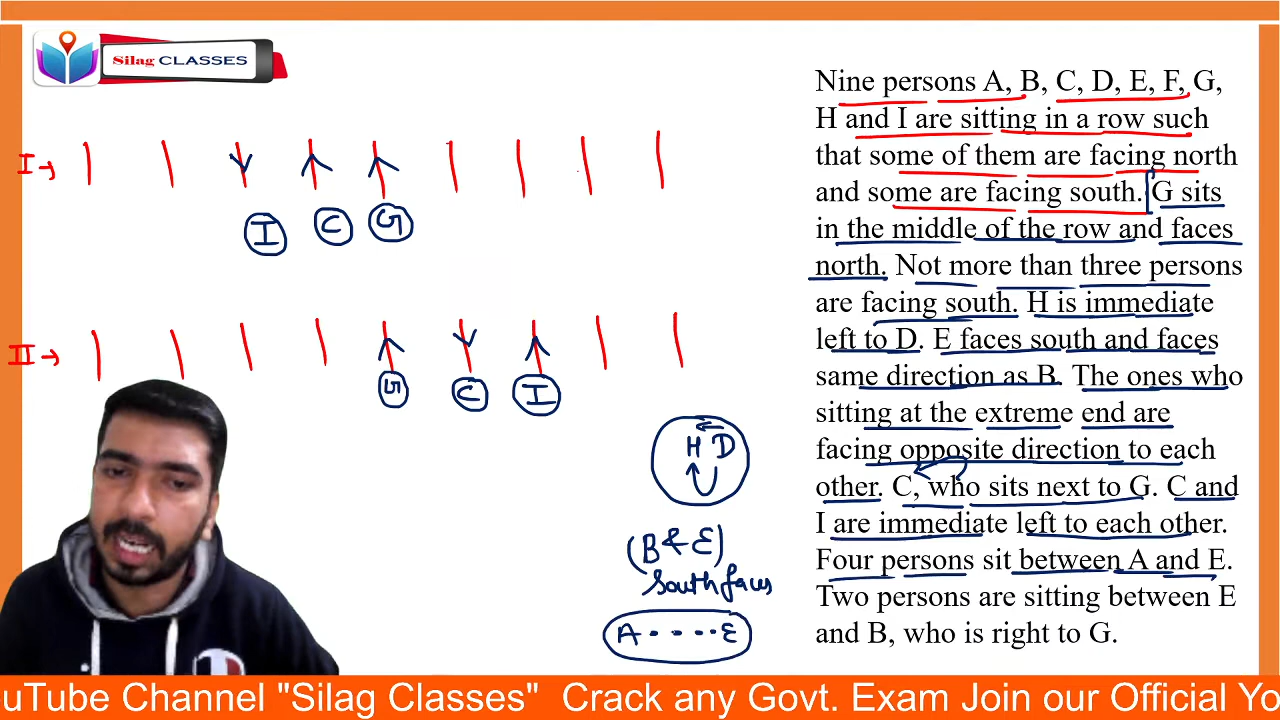 Silag CLASSES
Nine persons A, B, C, D, E, F, G,
H and I are sitting in a row such
that some of them are facing north
and some are facing south. G sits
in the middle of the row and faces
north. Not more than three persons
are facing south. H is immediate
left to D. E faces south and faces
same direction as B. The ones who
sitting at the extreme end are
facing opposite direction to each
other. C, who sits next to G. C and
I are immediate left to each other.
Four persons sit between A and E.
Two persons are sitting between E
and B, who is right to G.
I →
I C G
II →
G C I
H D
(B & E)
South faces
A . . . . E
ouTube Channel "Silag Classes" Crack any Govt. Exam Join our Official Yo